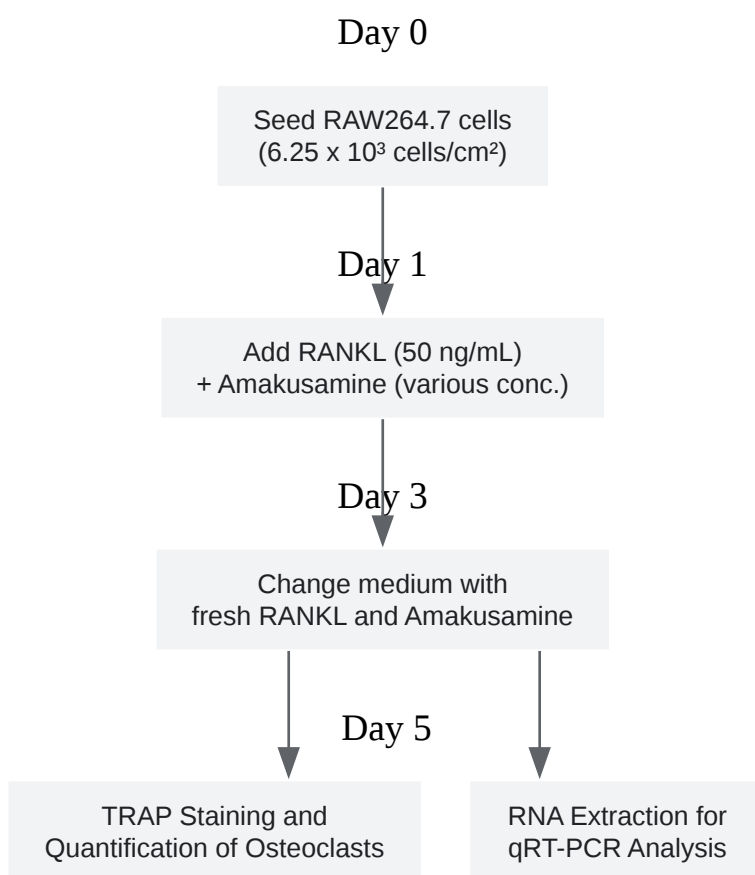 Day 0
Seed RAW264.7 cells
(6.25 x 10³ cells/cm²)
Day 1
Add RANKL (50 ng/mL)
+ Amakusamine (various conc.)
Day 3
Change medium with
fresh RANKL and Amakusamine
Day 5
TRAP Staining and
Quantification of Osteoclasts
RNA Extraction for
qRT-PCR Analysis